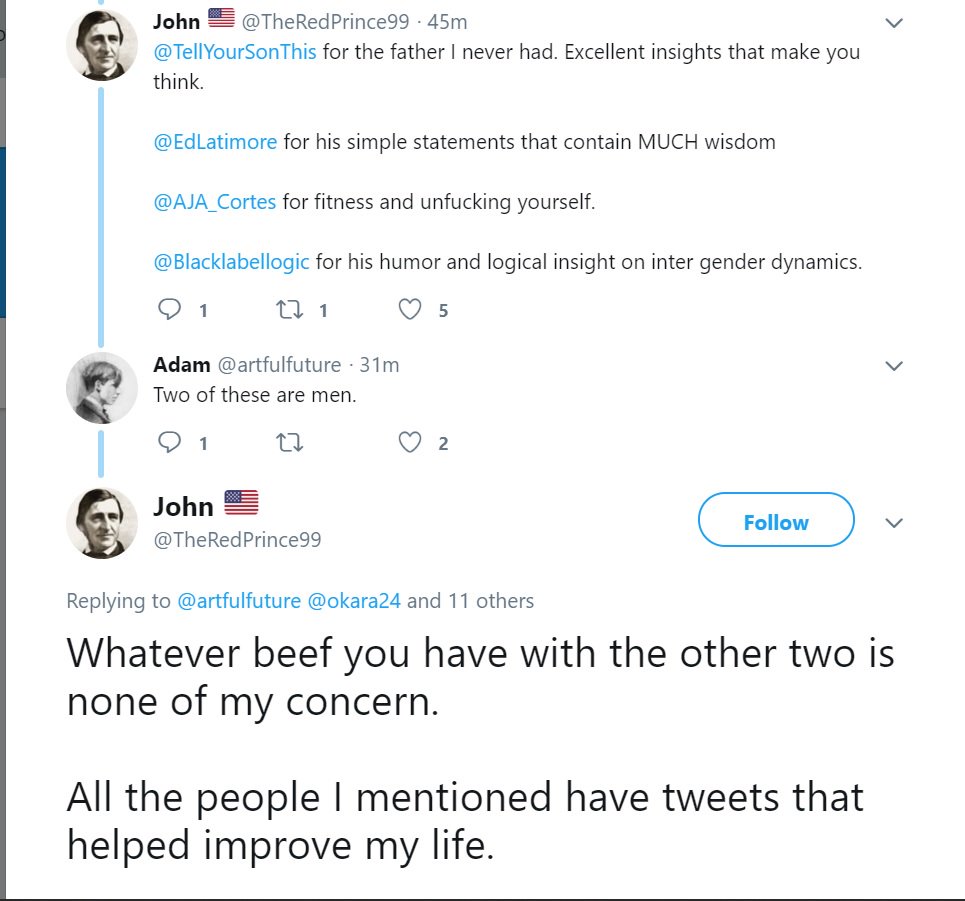 John @TheRedPrince99 · 45m
@TellYourSonThis for the father I never had. Excellent insights that make you
think.
@EdLatimore for his simple statements that contain MUCH wisdom
@AJA_Cortes for fitness and unfucking yourself.
@Blacklabellogic for his humor and logical insight on inter gender dynamics.
1 1 5
Adam @artfulfuture · 31m
Two of these are men.
1 2
John
@TheRedPrince99
Follow
Replying to @artfulfuture @okara24 and 11 others
Whatever beef you have with the other two is
none of my concern.
All the people I mentioned have tweets that
helped improve my life.